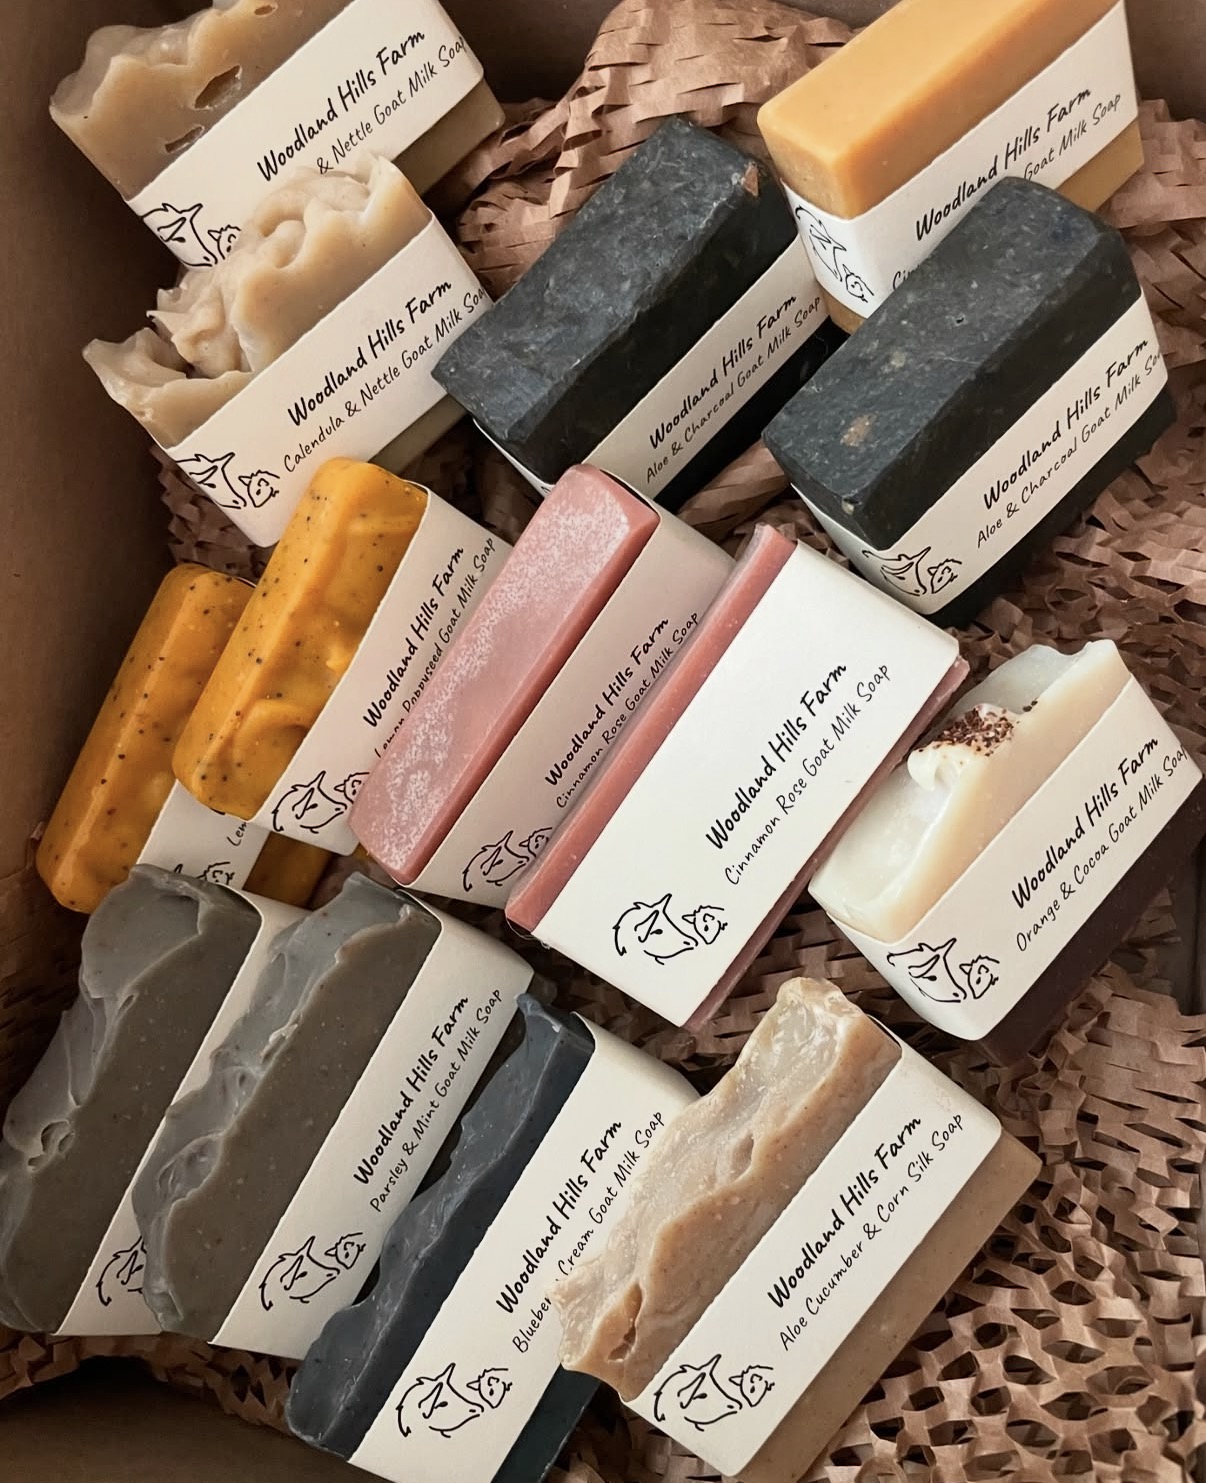 Woodland Hills Farm
& Nettle Goat Milk Soap
Woodland Hills Farm
Goat Milk Soap
Woodland Hills Farm
Calendula & Nettle Goat Milk Soap
Woodland Hills Farm
Aloe & Charcoal Goat Milk Soap
Woodland Hills Farm
Aloe & Charcoal Goat Milk
Woodland Hills Farm
Lemon Poppyseed Goat Milk Soap
Woodland Hills Farm
Cinnamon Rose Goat Milk Soap
Woodland Hills Farm
Cinnamon Rose Goat Milk Soap
Woodland Hills Farm
Orange & Cocoa Goat Milk Soap
Woodland Hills Farm
Parsley & Mint Goat Milk Soap
Woodland Hills Farm
Cream Goat Milk Soap
Woodland Hills Farm
Aloe Cucumber & Corn Silk Soap